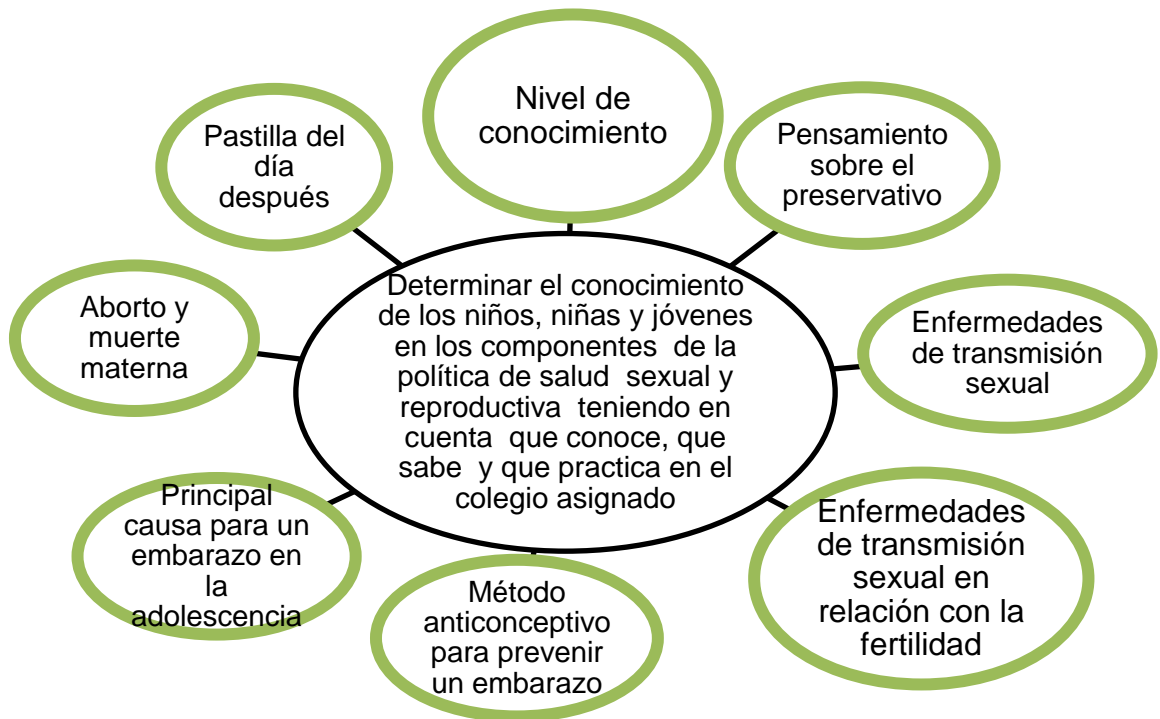 Nivel de
conocimiento
Pensamiento
sobre el
preservativo
Enfermedades
de transmisión
sexual
Enfermedades
de transmisión
sexual en
relación con la
fertilidad
Método
anticonceptivo
para prevenir
un embarazo
Principal
causa para un
embarazo en
la
adolescencia
Aborto y
muerte
materna
Pastilla del
día
después
Determinar el conocimiento
de los niños, niñas y jóvenes
en los componentes de la
política de salud sexual y
reproductiva teniendo en
cuenta que conoce, que
sabe y que practica en el
colegio asignado